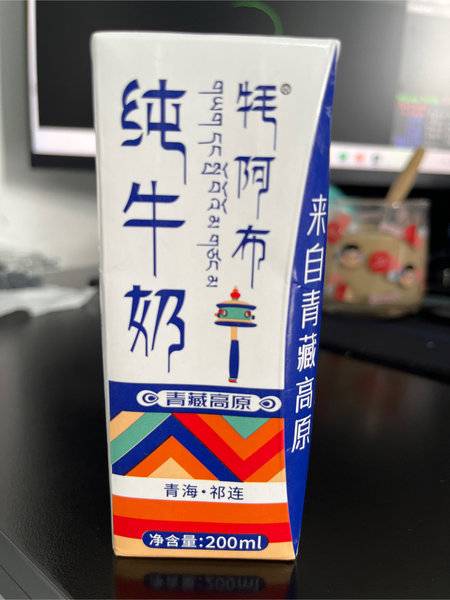 纯牛奶
牦阿布®
来自青藏高原
青藏高原
青海·祁连
净含量:200ml